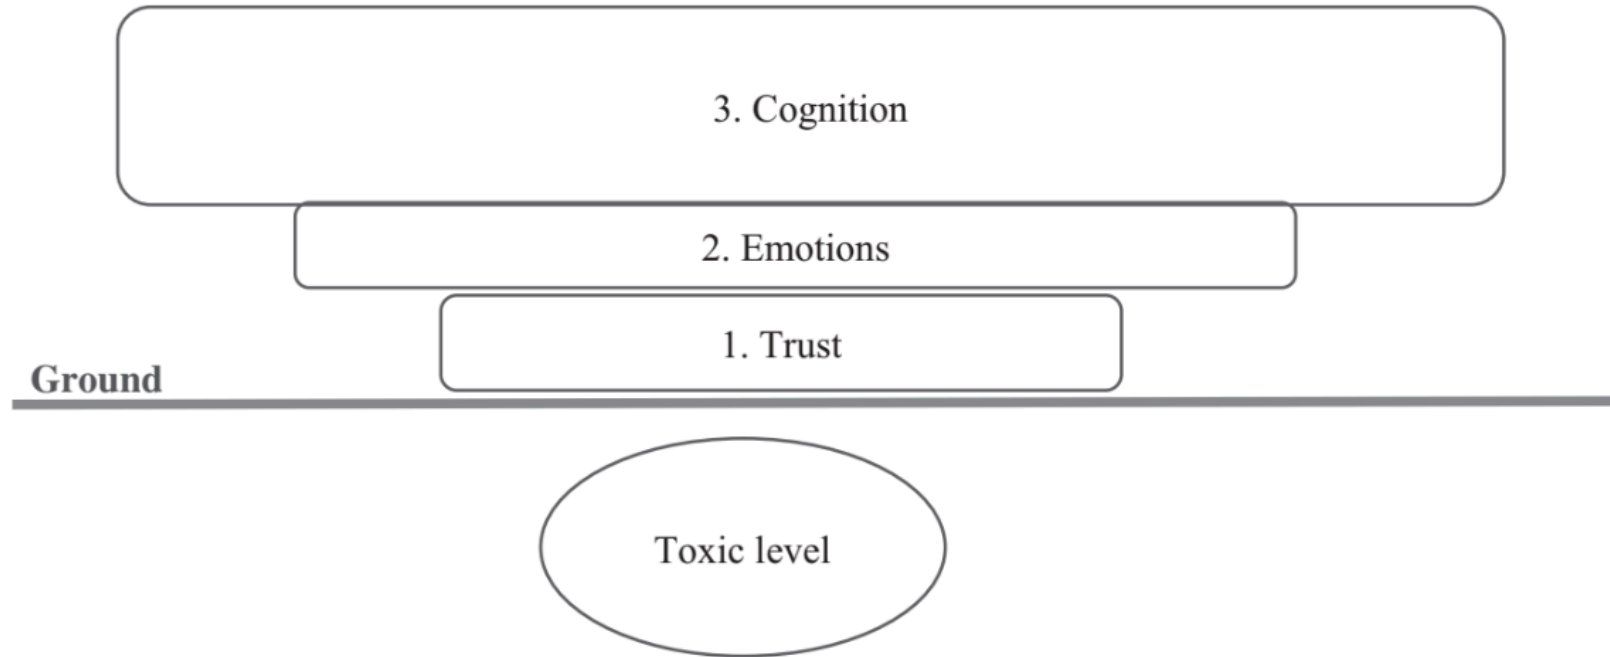 3. Cognition
2. Emotions
1. Trust
Ground
Toxic level